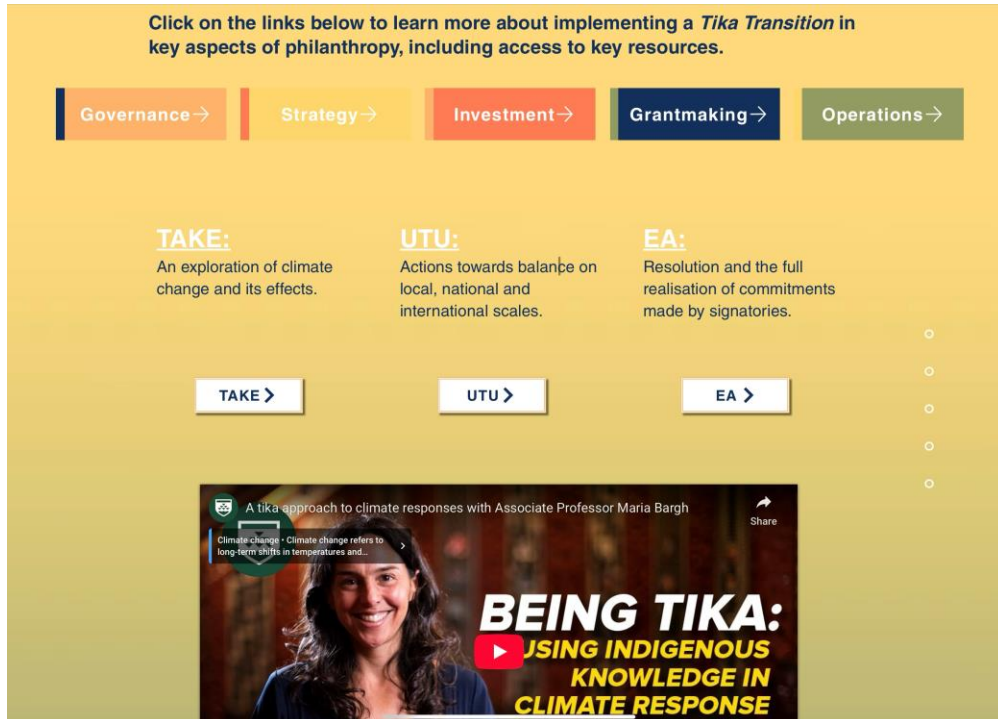 Click on the links below to learn more about implementing a Tika Transition in
key aspects of philanthropy, including access to key resources.
Governance→
Strategy→
Investment→
Grantmaking→
Operations→
TAKE:
An exploration of climate
change and its effects.
UTU:
Actions towards balance on
local, national and
international scales.
EA:
Resolution and the full
realisation of commitments
made by signatories.
TAKE >
UTU >
EA >
A tika approach to climate responses with Associate Professor Maria Bargh
Share
Climate change • Climate change refers to
long-term shifts in temperatures and...
BEING TIKA:
USING INDIGENOUS
KNOWLEDGE IN
CLIMATE RESPONSE